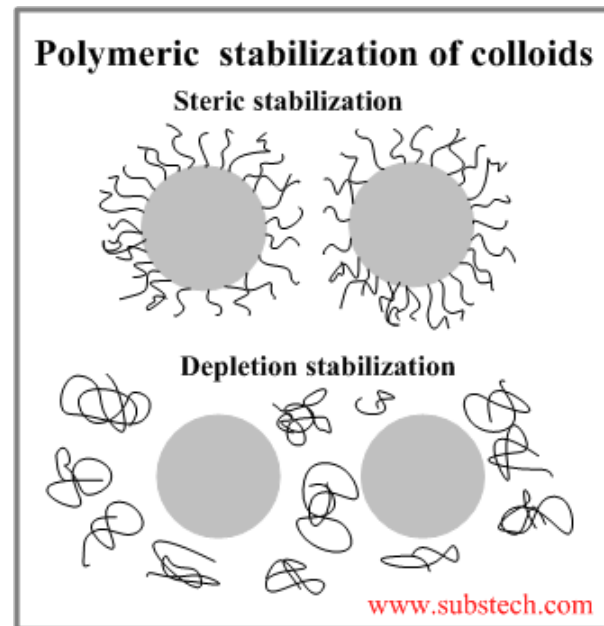 Polymeric stabilization of colloids
Steric stabilization
Depletion stabilization
www.substech.com